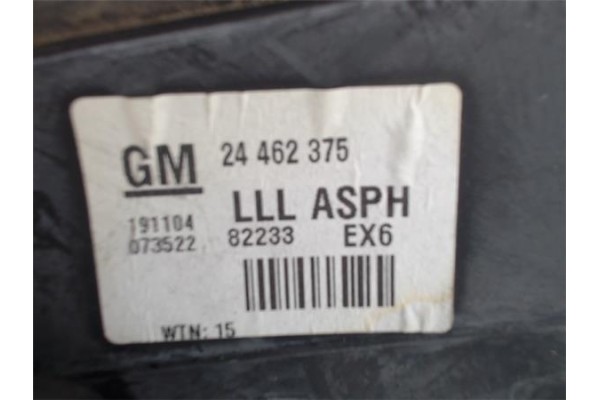 GM 24 462 375
LLL ASPH
191104
073522 82233 EX6
WTN: 15